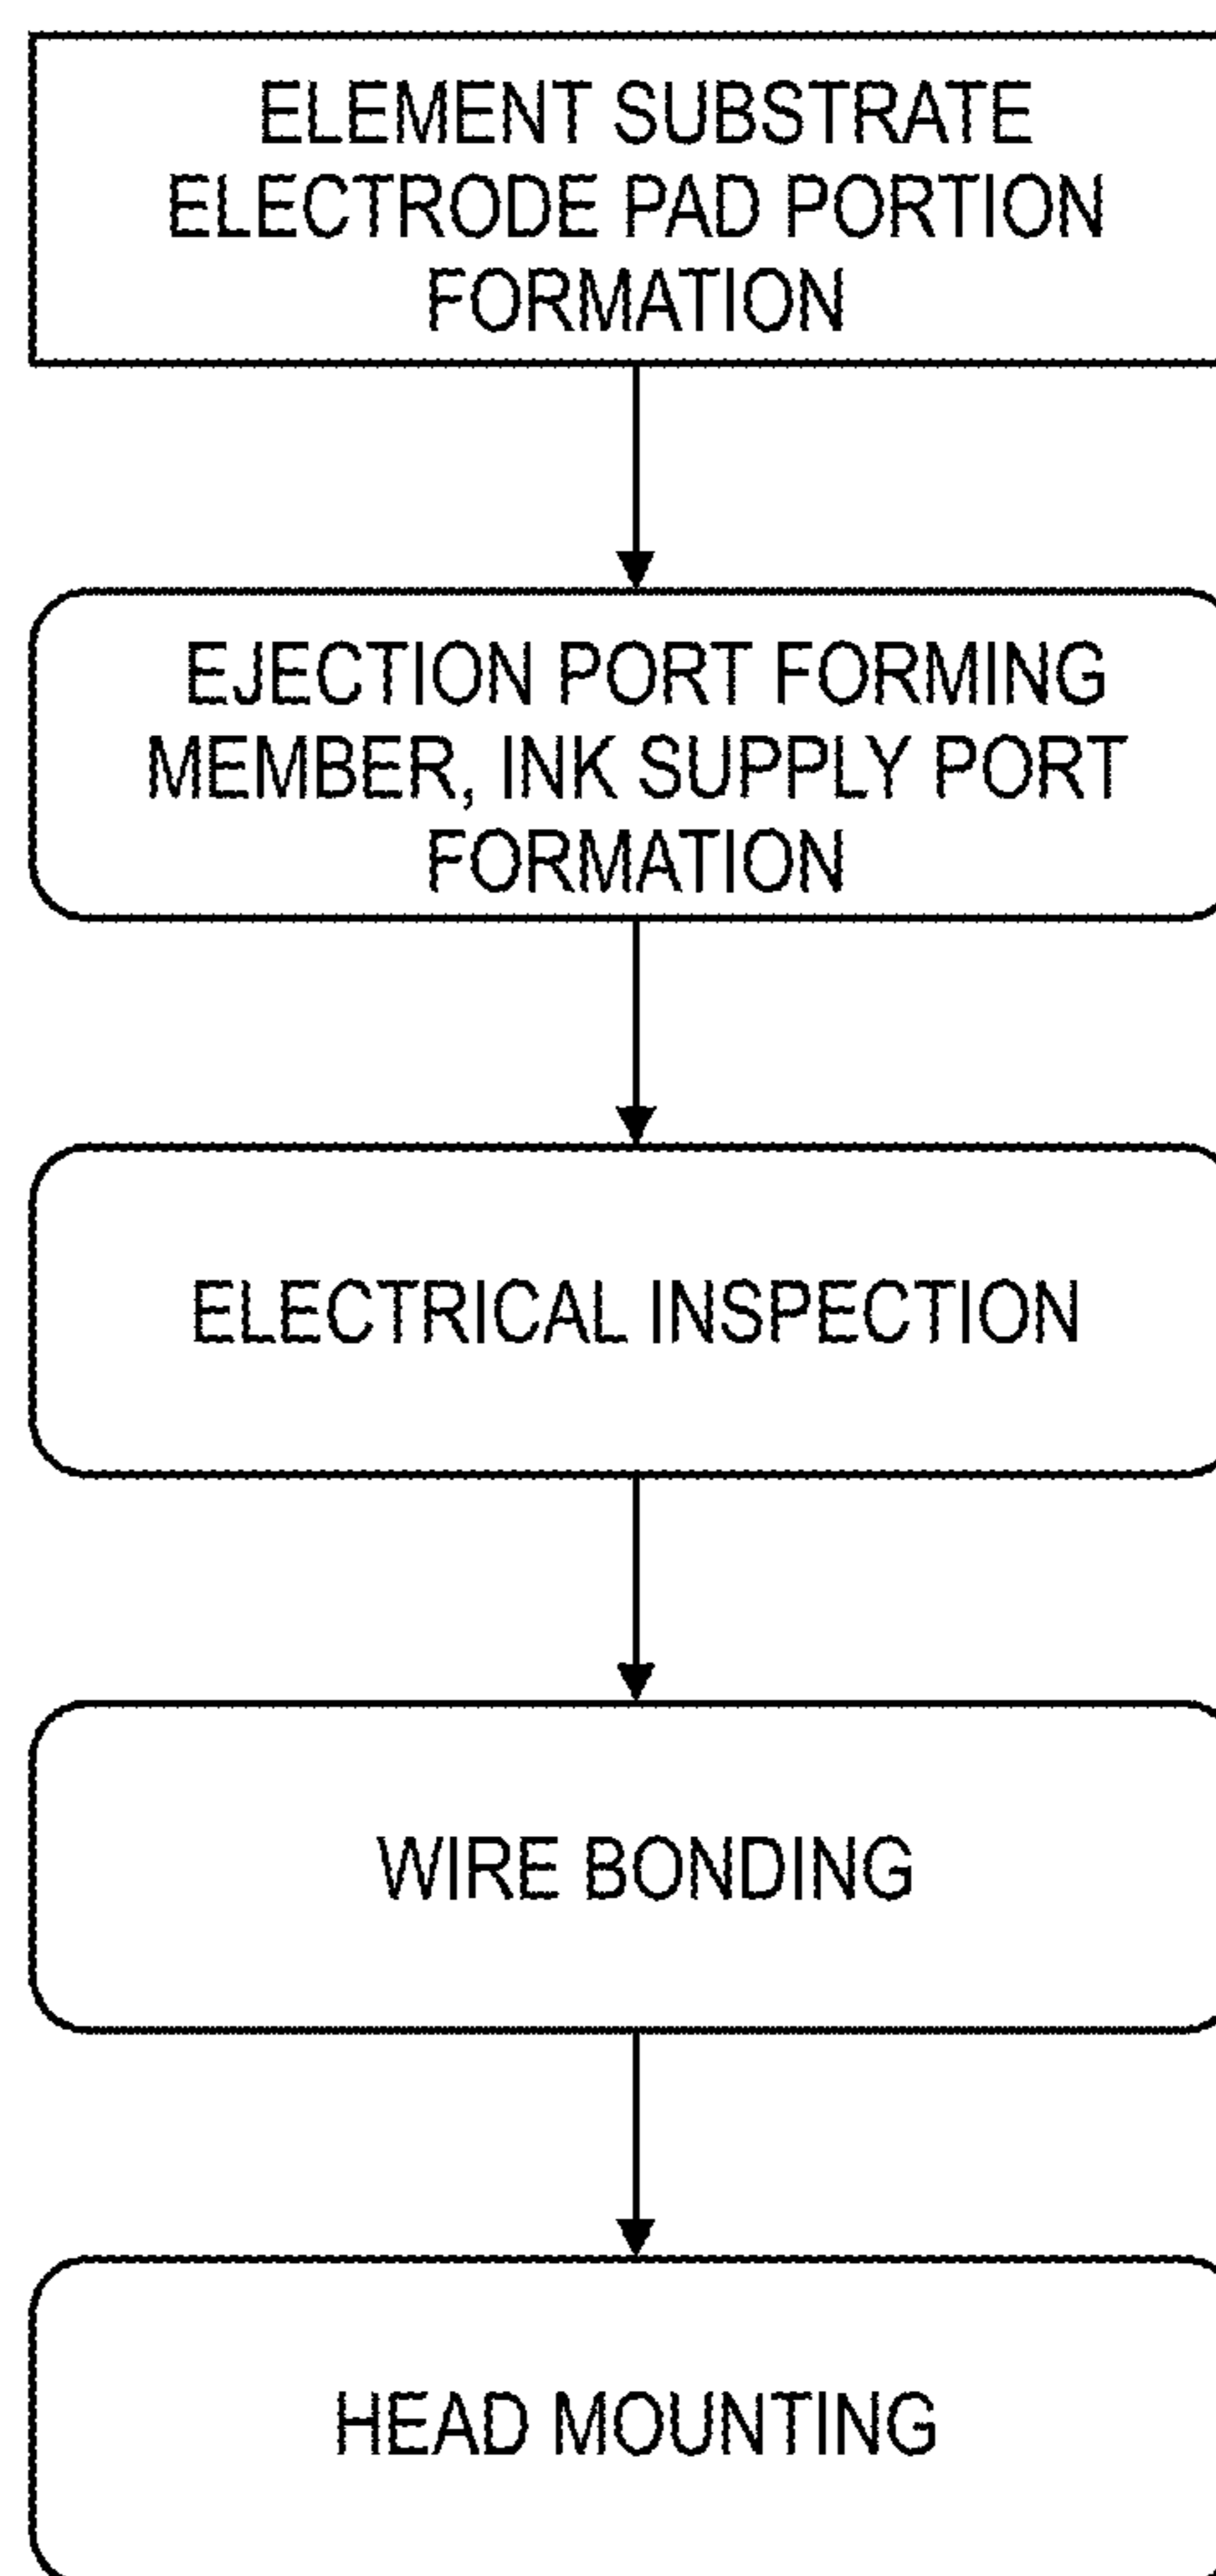 ELEMENT SUBSTRATE
ELECTRODE PAD PORTION
FORMATION
EJECTION PORT FORMING
MEMBER, INK SUPPLY PORT
FORMATION
ELECTRICAL INSPECTION
WIRE BONDING
HEAD MOUNTING